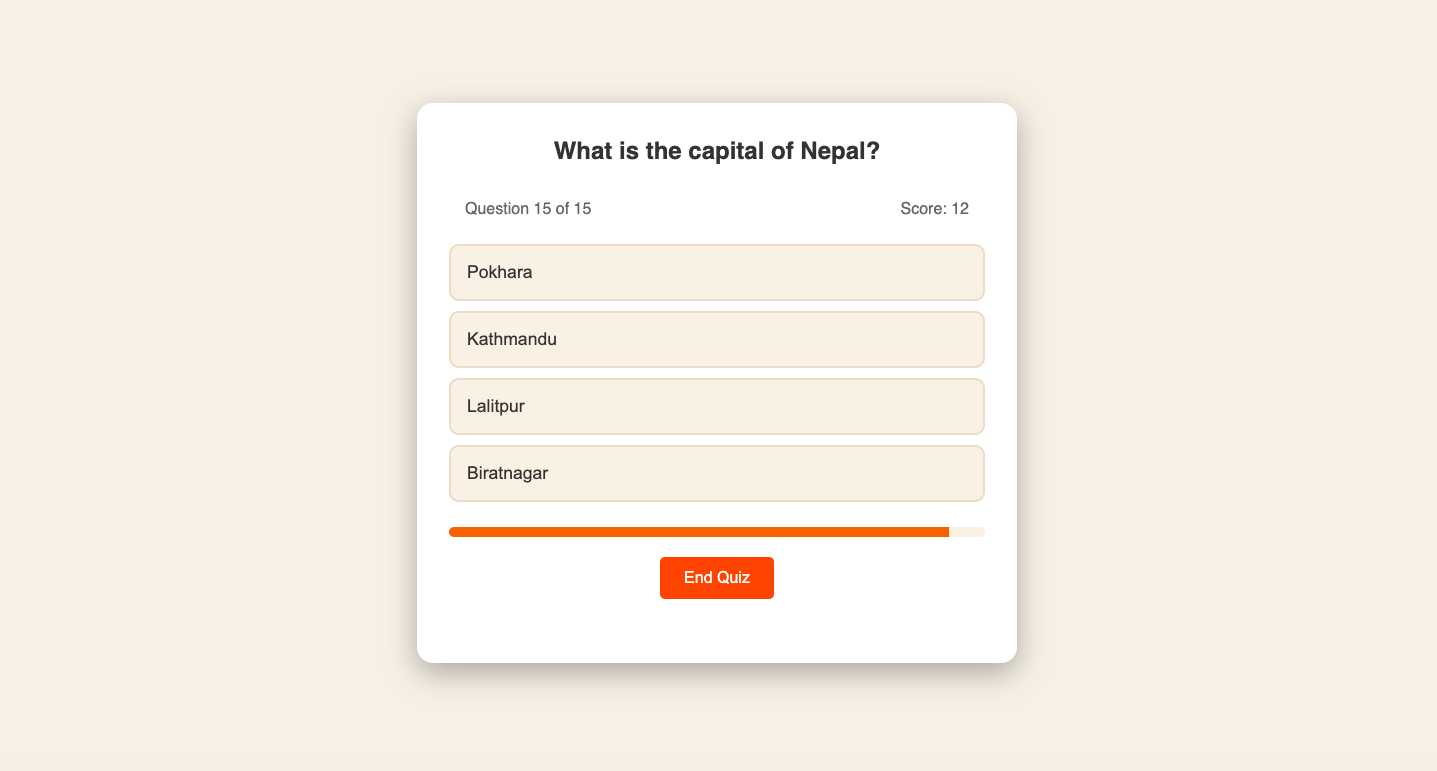 What is the capital of Nepal?
Question 15 of 15
Score: 12
Pokhara
Kathmandu
Lalitpur
Biratnagar
End Quiz